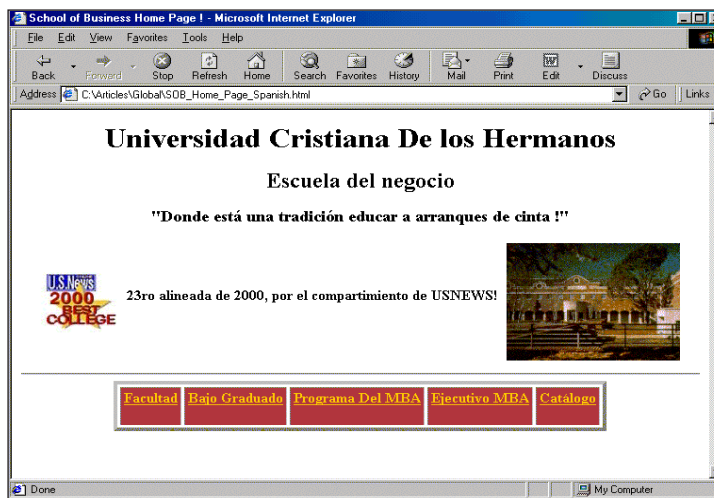 School of Business Home Page ! - Microsoft Internet Explorer
File Edit View Favorites Tools Help
Back Forward Stop Refresh Home Search Favorites History Mail Print Edit Discuss
Address C:\Articles\Global\SOB_Home_Page_Spanish.html Go Links
Universidad Cristiana De los Hermanos
Escuela del negocio
"Donde está una tradición educar a arranques de cinta !"
U.S.News
2000
BEST
COLLEGE
23ro alineada de 2000, por el compartimiento de USNEWS!
Facultad Bajo Graduado Programa Del MBA Ejecutivo MBA Catálogo
Done My Computer